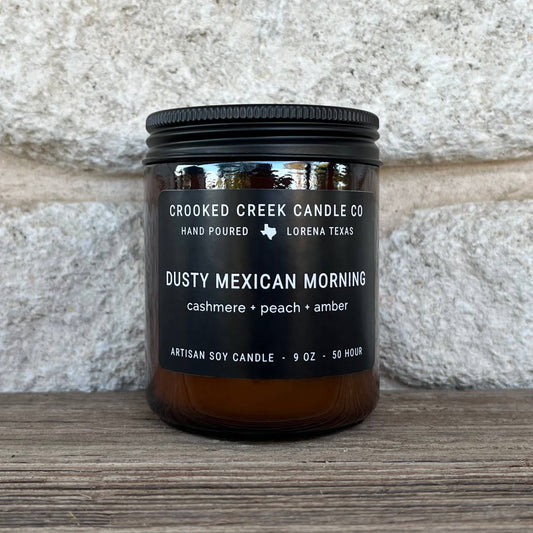 CROOKED CREEK CANDLE CO
HAND POURED LORENA TEXAS
DUSTY MEXICAN MORNING
cashmere + peach + amber
ARTISAN SOY CANDLE - 9 OZ - 50 HOUR